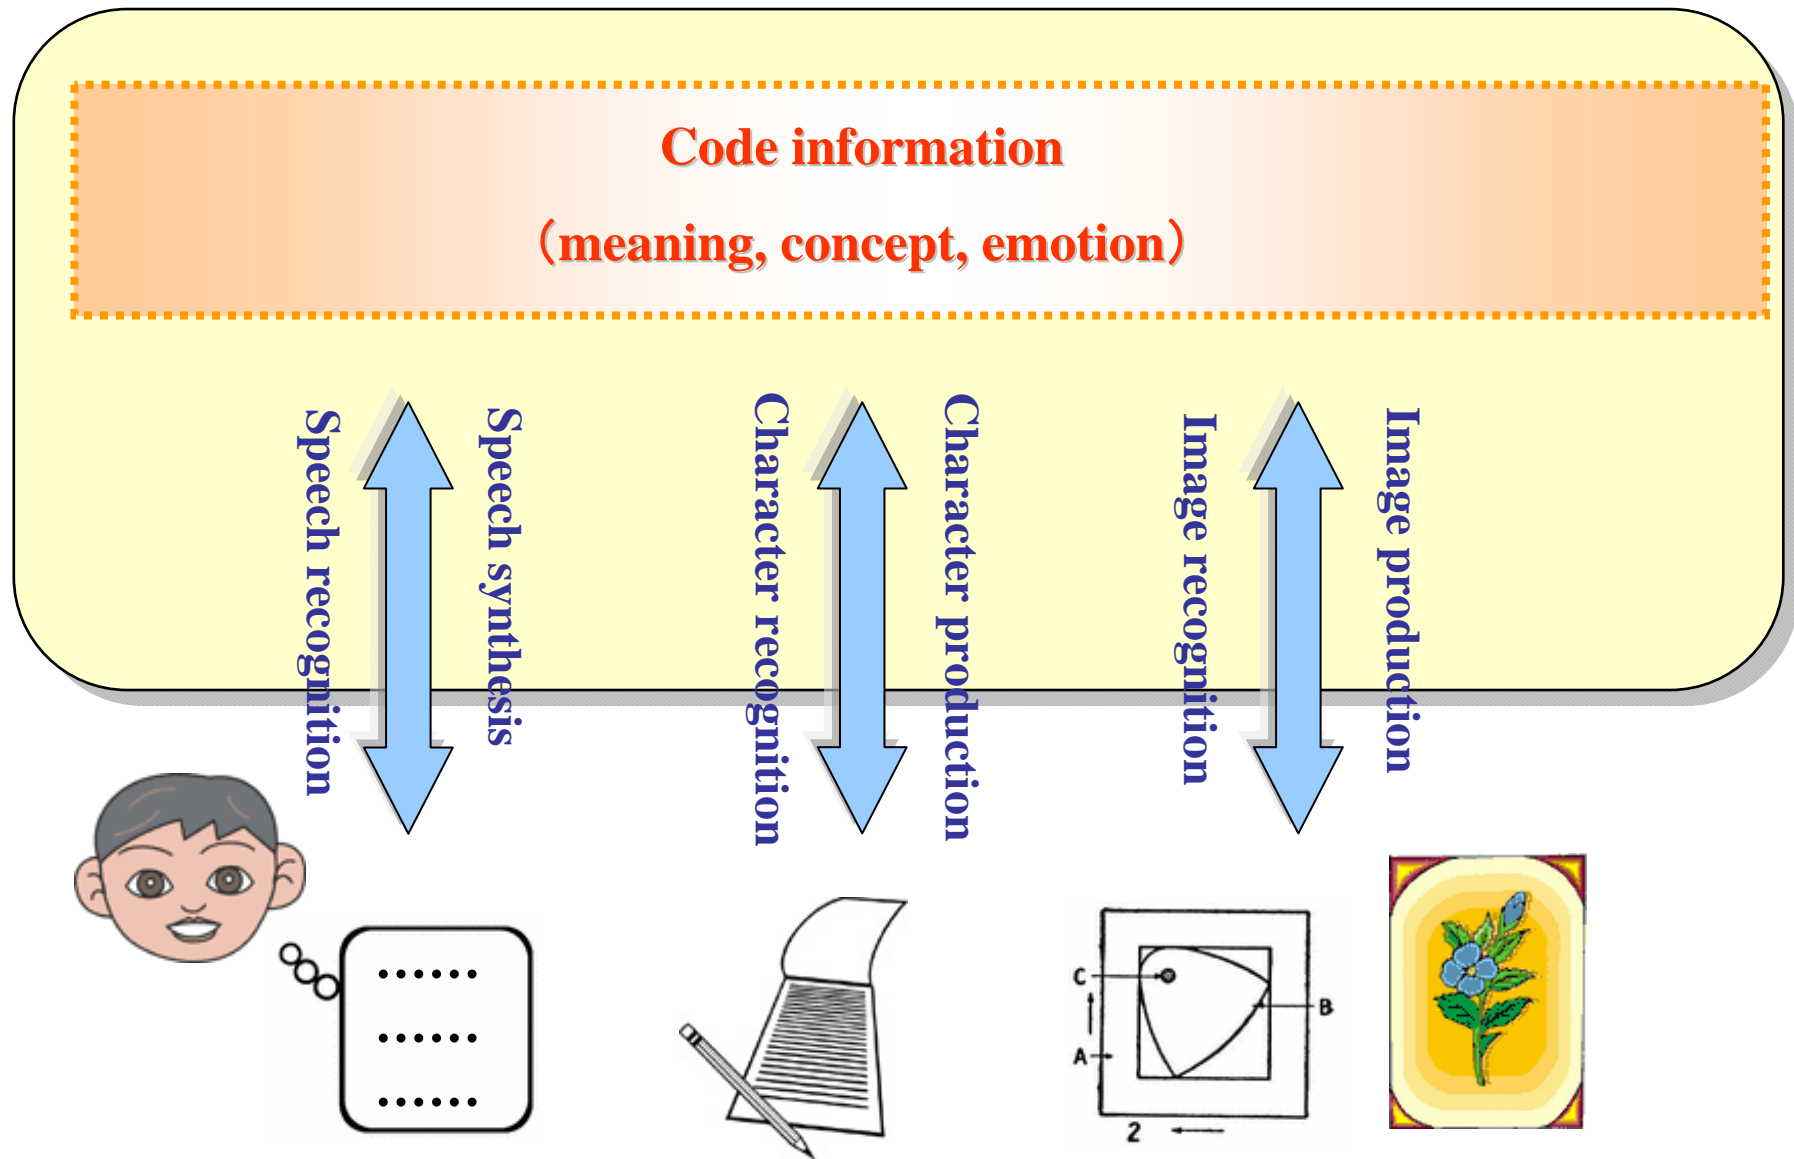 Code information
（meaning, concept, emotion）
Speech recognition
Speech synthesis
Character recognition
Character production
Image recognition
Image production
C
B
A
2